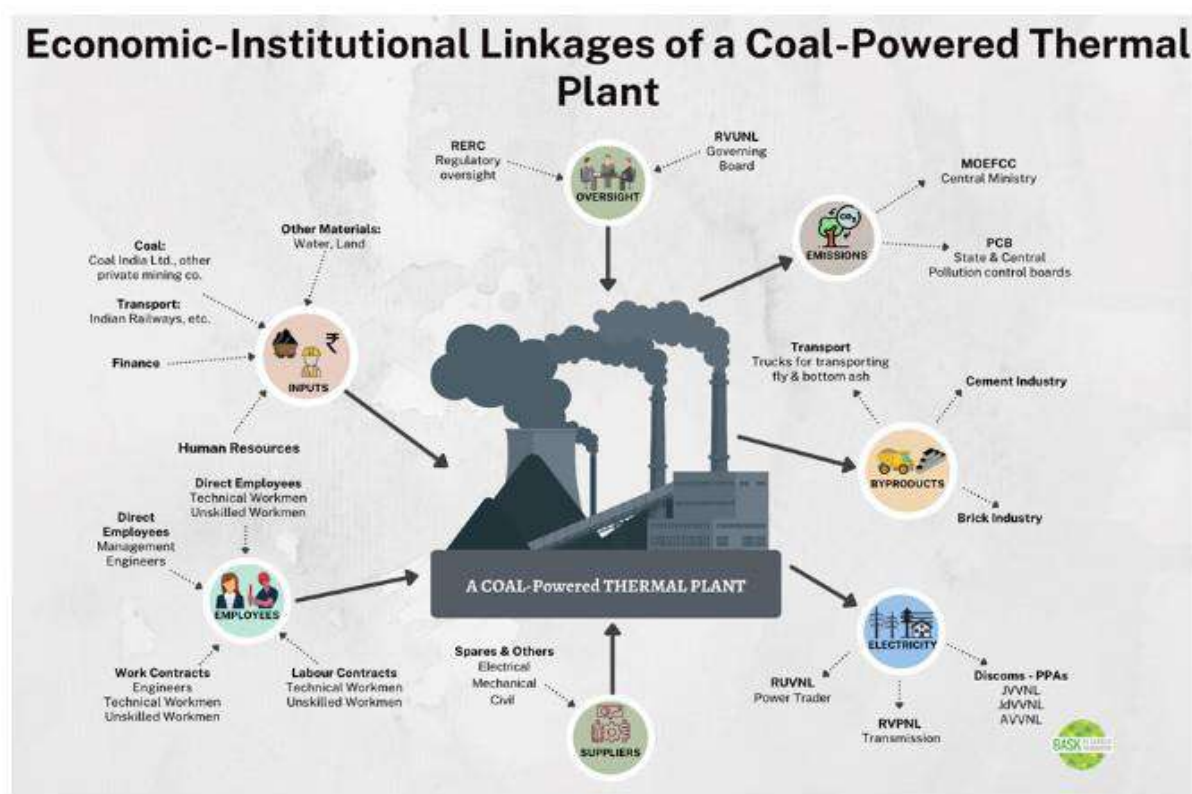 Economic-Institutional Linkages of a Coal-Powered Thermal
Plant
RERC
Regulatory
oversight
OVERSIGHT
RVUNL
Governing
Board
MOEFCC
Central Ministry
EMISSIONS
CO2
PCB
State & Central
Pollution control boards
Other Materials:
Water, Land
Coal:
Coal India Ltd., other
private mining co.
Transport:
Indian Railways, etc.
Finance
₹
INPUTS
Human Resources
Transport
Trucks for transporting
fly & bottom ash
Cement Industry
BYPRODUCTS
Brick Industry
Direct Employees
Technical Workmen
Unskilled Workmen
Direct
Employees
Management
Engineers
EMPLOYEES
Work Contracts
Engineers
Technical Workmen
Unskilled Workmen
Labour Contracts
Technical Workmen
Unskilled Workmen
A COAL-Powered THERMAL PLANT
Spares & Others
Electrical
Mechanical
Civil
SUPPLIERS
ELECTRICITY
RUVNL
Power Trader
RVPNL
Transmission
Discoms - PPAs
JVVNL
JdVVNL
AVVNL
BASK